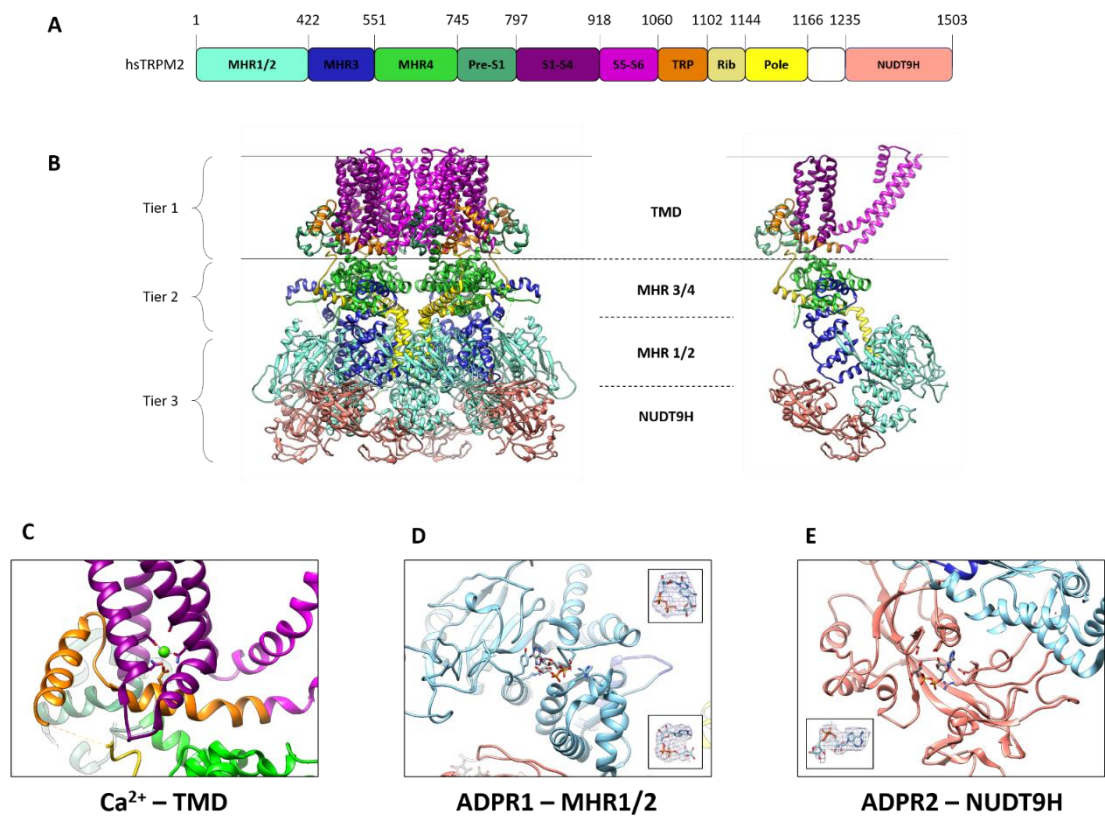 A
1 422 551 745 797 918 1060 1102 1144 1166 1235 1503
hsTRPM2 MHR1/2 MHR3 MHR4 Pre-S1 S1-S4 S5-S6 TRP Rib Pole NUDT9H
B
Tier 1 TMD
Tier 2 MHR 3/4
MHR 1/2
Tier 3 NUDT9H
C D E
Ca²⁺ – TMD ADPR1 – MHR1/2 ADPR2 – NUDT9H